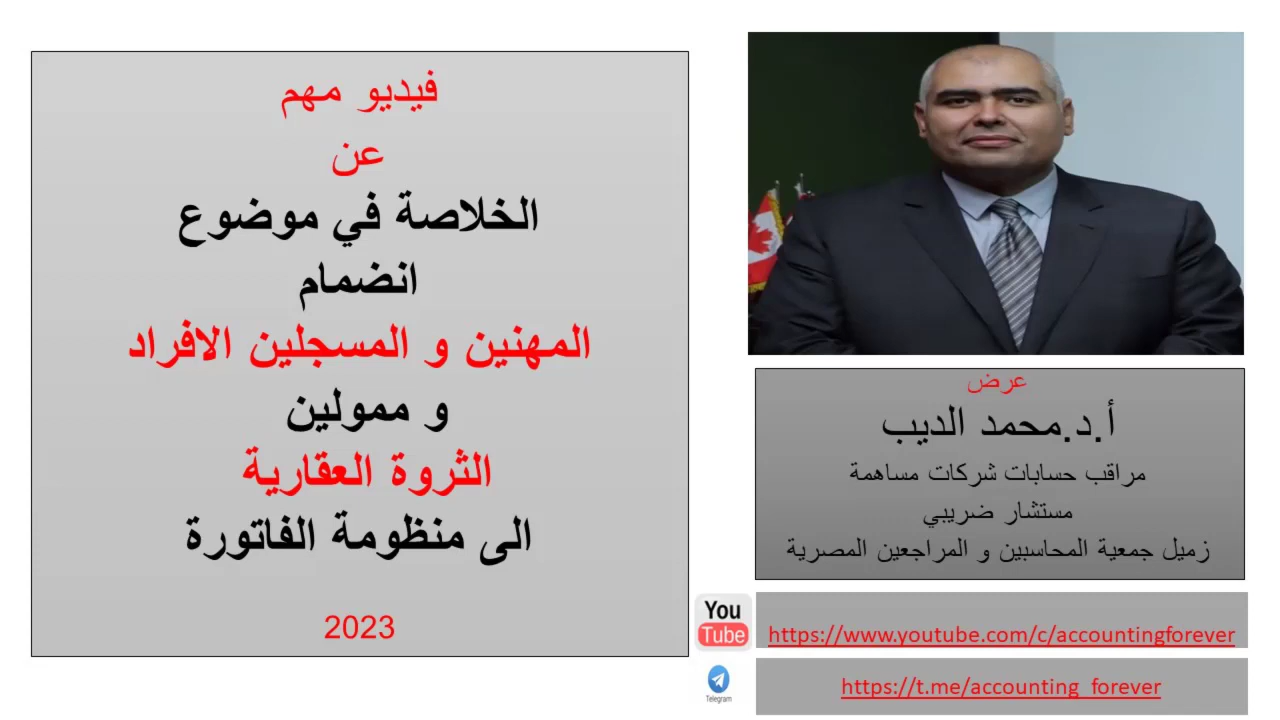 فيديو مهم
عن
الخلاصة في موضوع
انضمام
المهنين و المسجلين الافراد
و ممولين
الثروة العقارية
الى منظومة الفاتورة
2023
عرض
أ.د.محمد الديب
مراقب حسابات شركات مساهمة
مستشار ضريبي
زميل جمعية المحاسبين و المراجعين المصرية
You
Tube
https://www.youtube.com/c/accountingforever
Telegram
https://t.me/accounting_forever